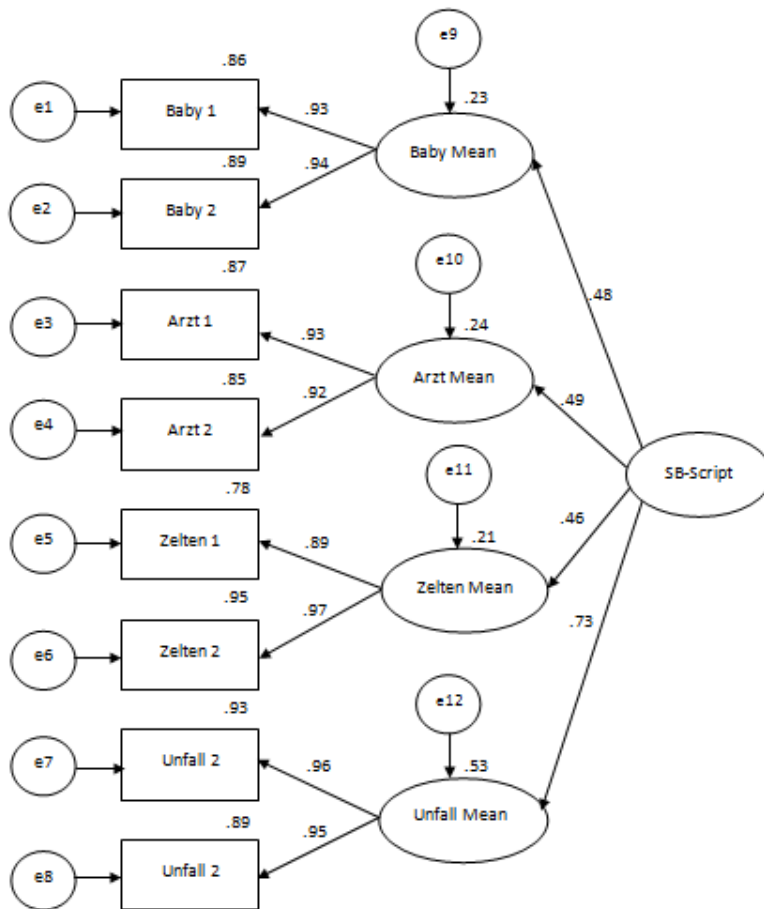 e9
.86
.23
e1
Baby 1
.93
Baby Mean
.89
.94
e2
Baby 2
e10
.87
.48
.24
e3
Arzt 1
.93
Arzt Mean
.85
.92
.49
e4
Arzt 2
SB-Script
e11
.78
.46
e5
Zelten 1
.89
.21
Zelten Mean
.95
.97
.73
e6
Zelten 2
e12
.93
e7
Unfall 2
.96
.53
Unfall Mean
.89
.95
e8
Unfall 2